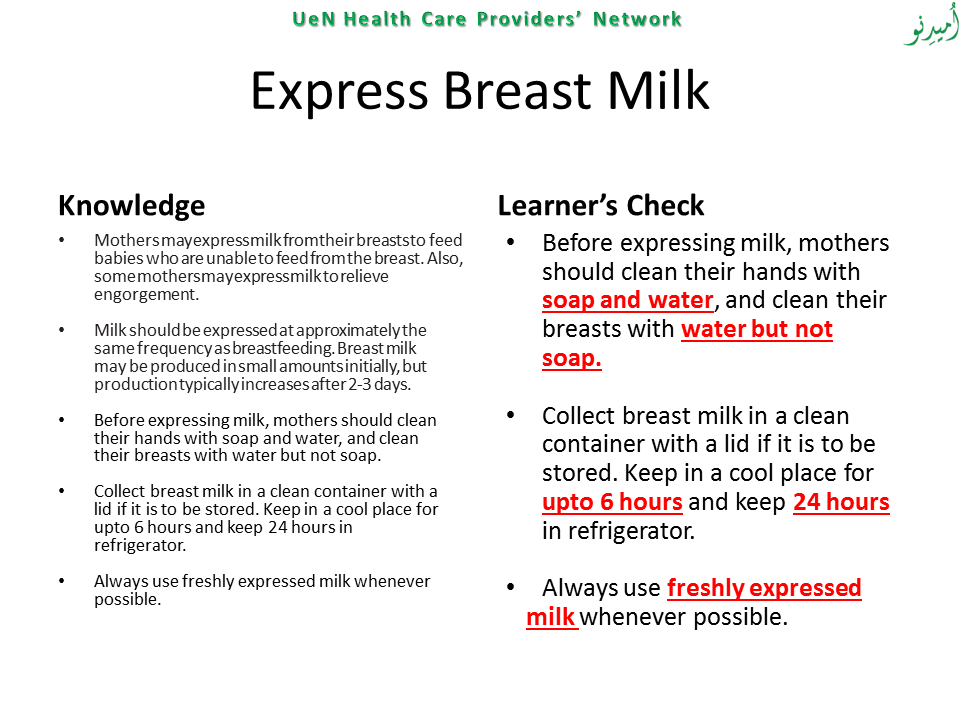 UeN Health Care Providers’ Network
اُمیدِنو
Express Breast Milk
Knowledge
• Mothers may express milk from their breasts to feed
babies who are unable to feed from the breast. Also,
some mothers may express milk to relieve
engorgement.
• Milk should be expressed at approximately the
same frequency as breastfeeding. Breast milk
may be produced in small amounts initially, but
production typically increases after 2-3 days.
• Before expressing milk, mothers should clean
their hands with soap and water, and clean
their breasts with water but not soap.
• Collect breast milk in a clean container with a
lid if it is to be stored. Keep in a cool place for
upto 6 hours and keep 24 hours in
refrigerator.
• Always use freshly expressed milk whenever
possible.
Learner’s Check
• Before expressing milk, mothers
should clean their hands with
soap and water, and clean their
breasts with water but not
soap.
• Collect breast milk in a clean
container with a lid if it is to be
stored. Keep in a cool place for
upto 6 hours and keep 24 hours
in refrigerator.
• Always use freshly expressed
milk whenever possible.